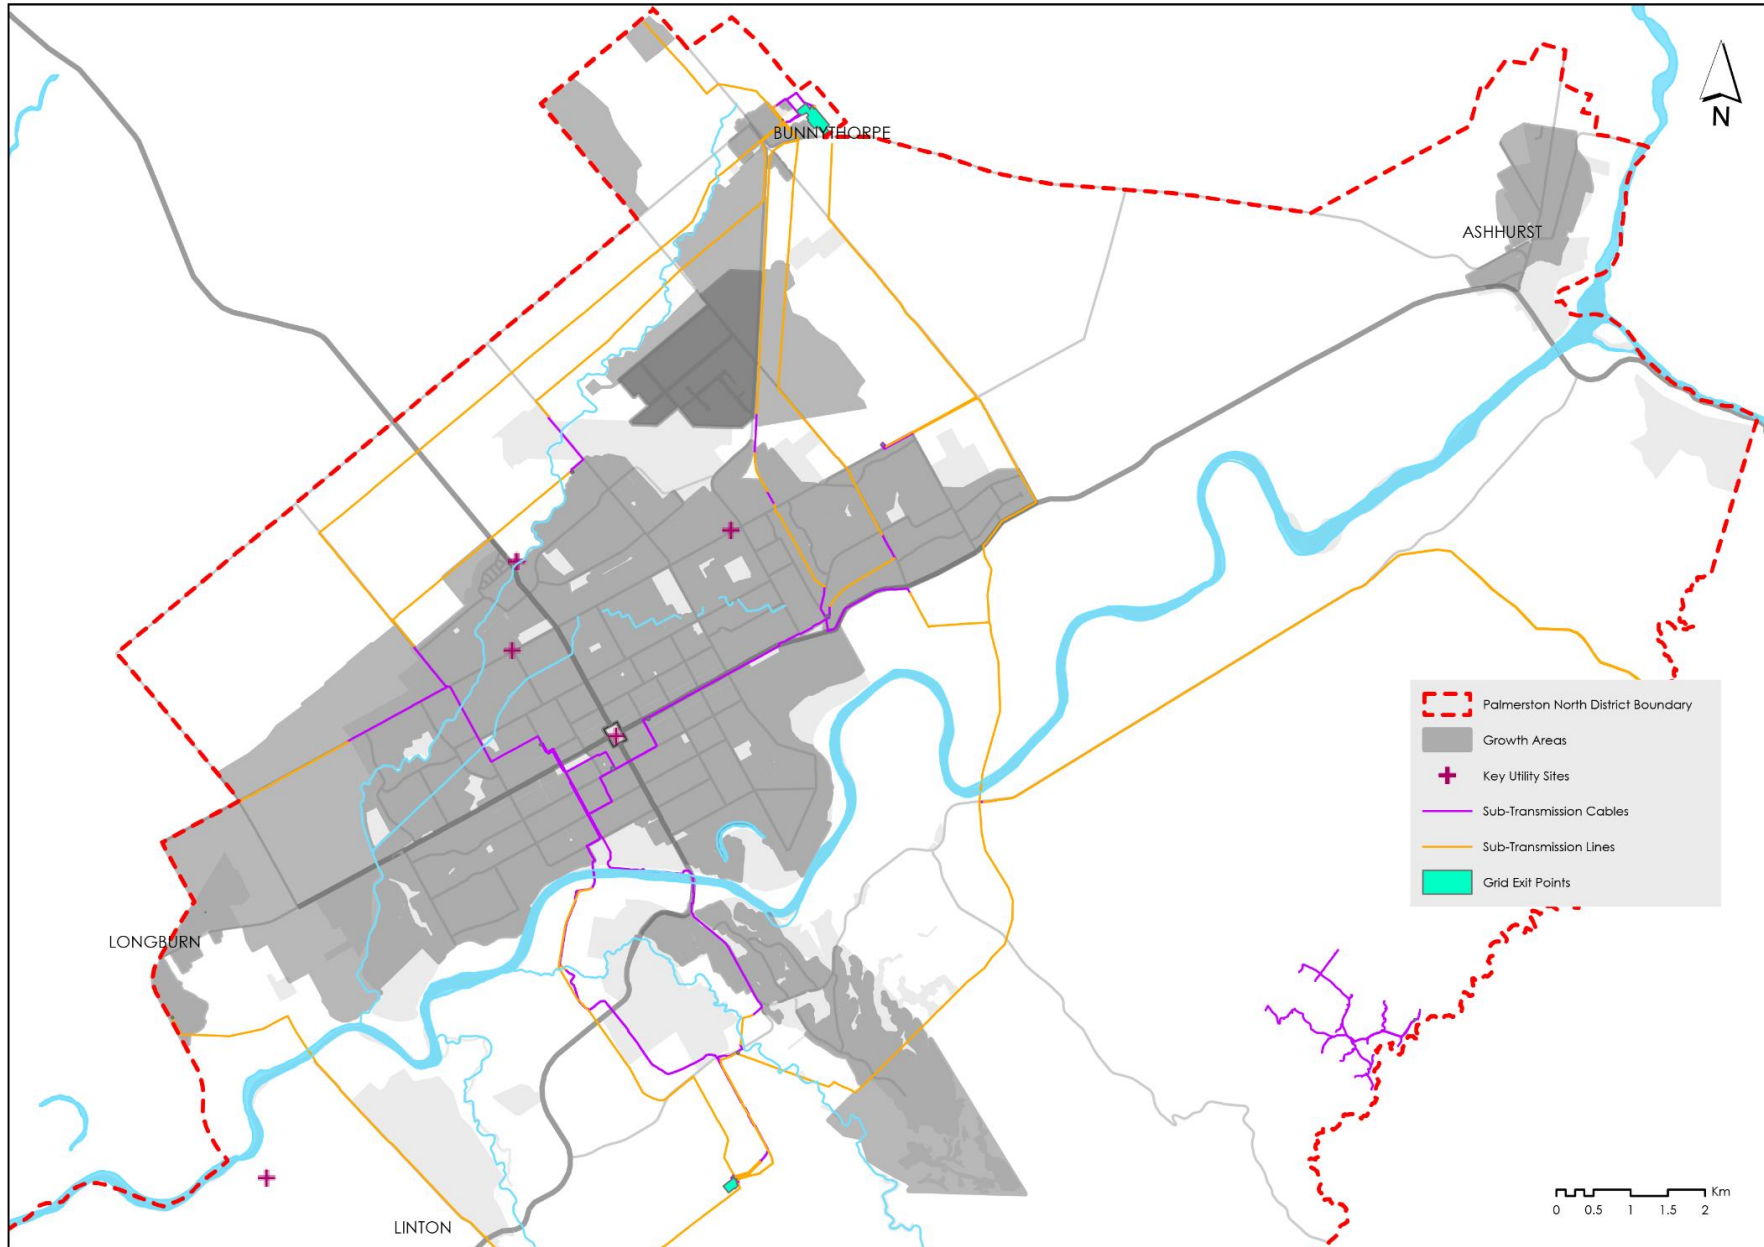 N
BUNNYTHORPE
ASHHURST
Palmerston North District Boundary
Growth Areas
Key Utility Sites
Sub-Transmission Cables
Sub-Transmission Lines
Grid Exit Points
LONGBURN
LINTON
Km
0 0.5 1 1.5 2